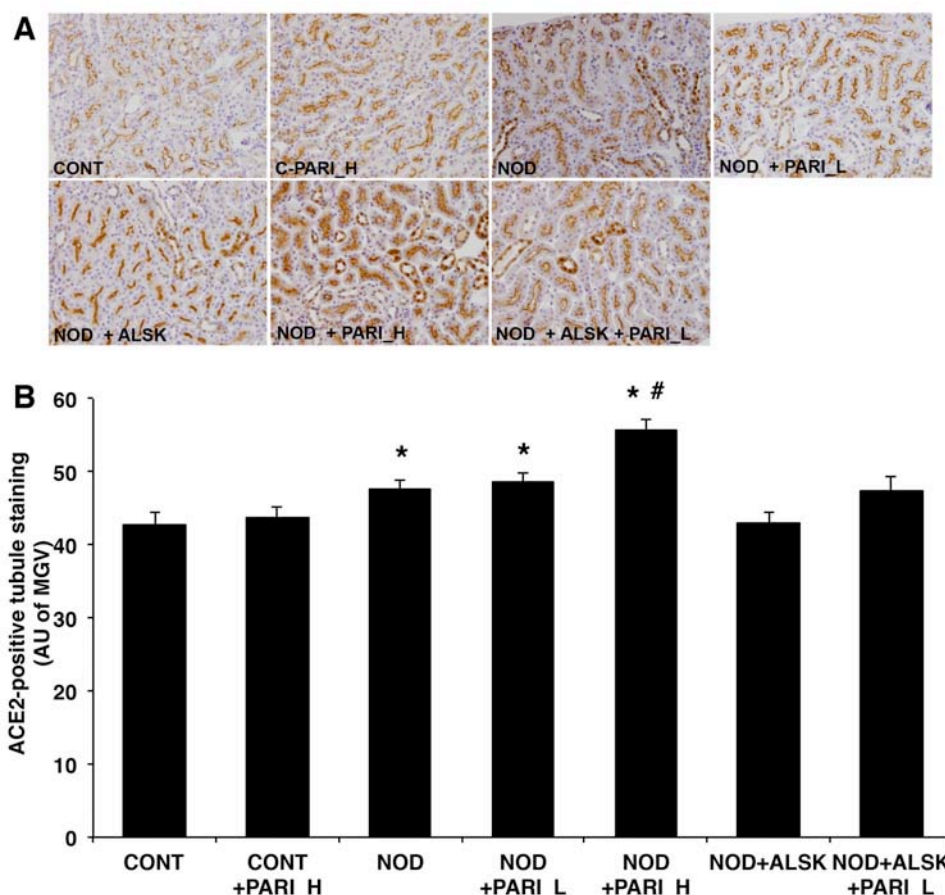 A
CONT
C-PARI_H
NOD
NOD + PARI_L
NOD + ALSK
NOD + PARI_H
NOD + ALSK + PARI_L
B
ACE2-positive tubule staining
(AU of MGV)
60
50
40
30
20
10
0
*
*
* #
CONT
CONT
+PARI_H
NOD
NOD
+PARI_L
NOD
+PARI_H
NOD+ALSK
NOD+ALSK
+PARI_L